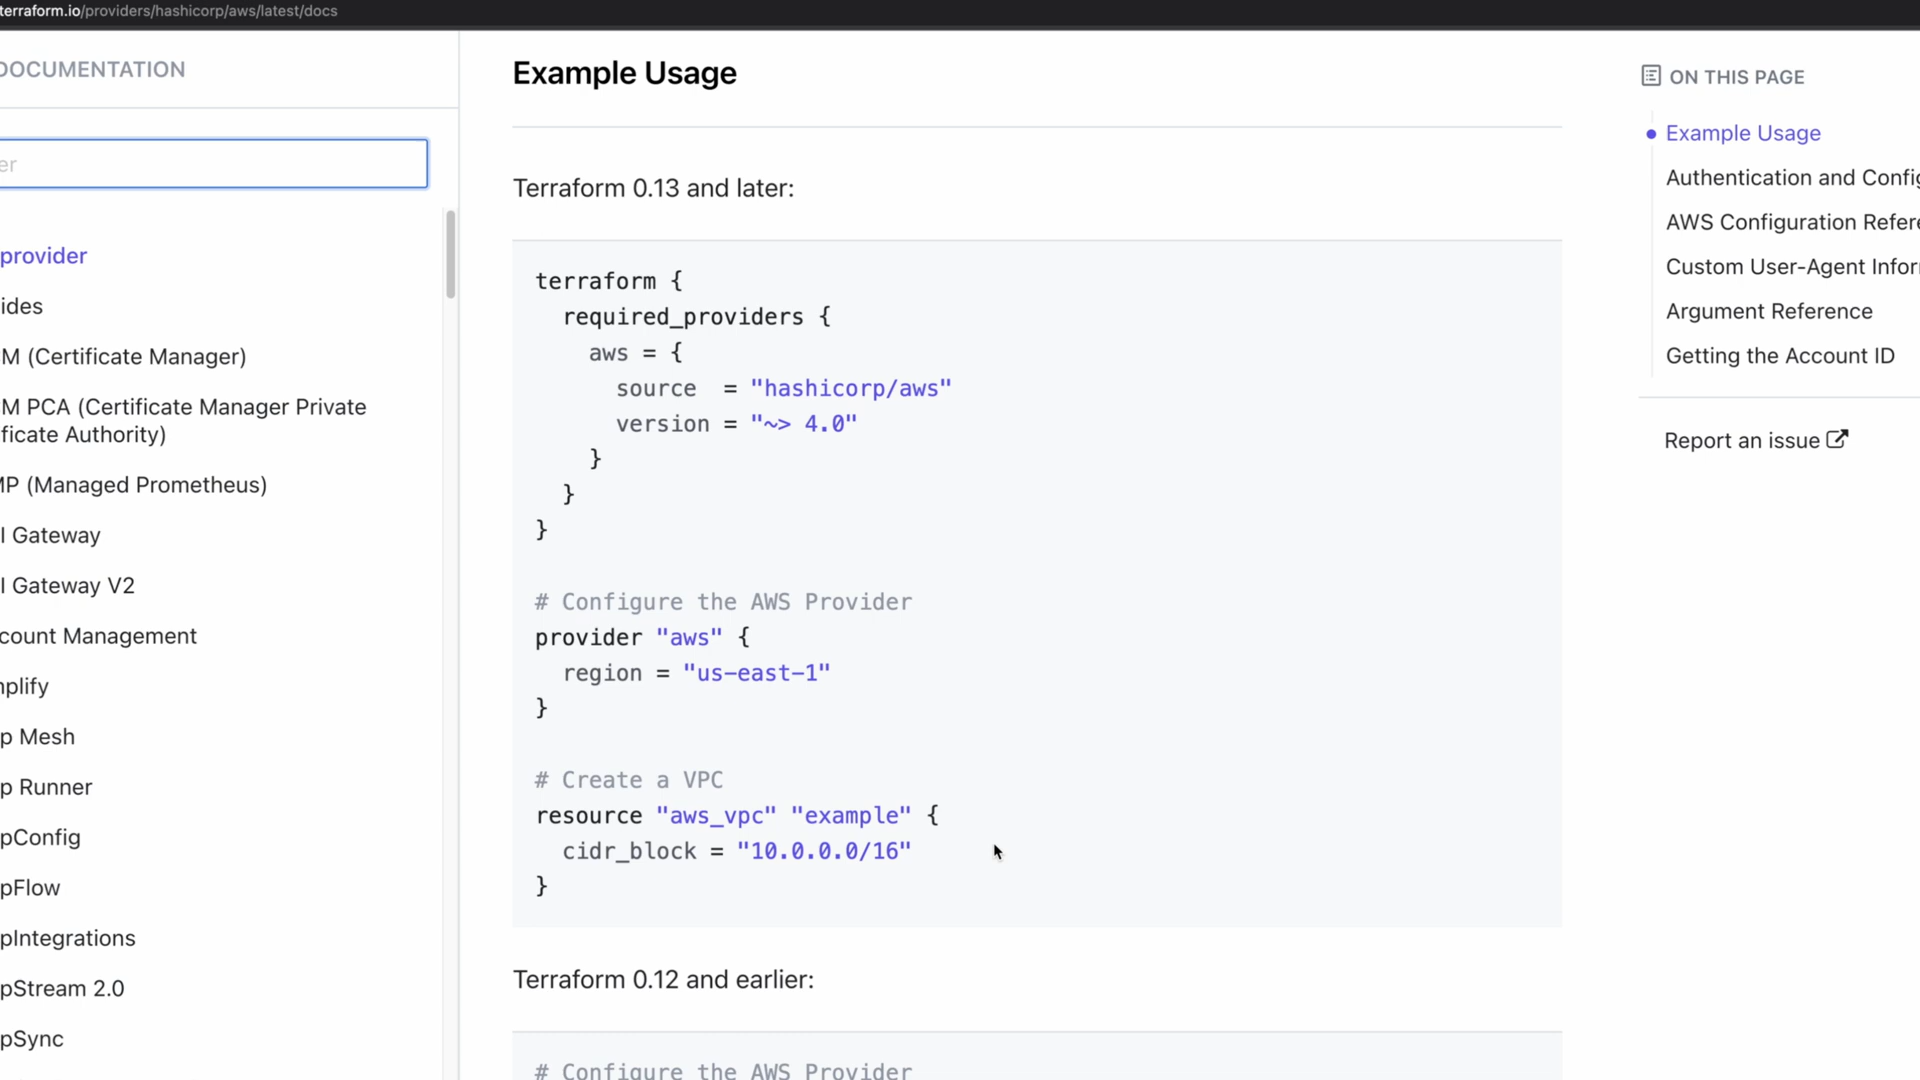 terraform.io/providers/hashicorp/aws/latest/docs
DOCUMENTATION
er
provider
ides
M (Certificate Manager)
M PCA (Certificate Manager Private
ficate Authority)
MP (Managed Prometheus)
I Gateway
I Gateway V2
count Management
mplify
p Mesh
p Runner
pConfig
pFlow
pIntegrations
pStream 2.0
pSync
Example Usage
Terraform 0.13 and later:
terraform {
  required_providers {
    aws = {
      source  = "hashicorp/aws"
      version = "~> 4.0"
    }
  }
}
# Configure the AWS Provider
provider "aws" {
  region = "us-east-1"
}
# Create a VPC
resource "aws_vpc" "example" {
  cidr_block = "10.0.0.0/16"
}
Terraform 0.12 and earlier:
# Configure the AWS Provider
ON THIS PAGE
Example Usage
Authentication and Config
AWS Configuration Refere
Custom User-Agent Infor
Argument Reference
Getting the Account ID
Report an issue